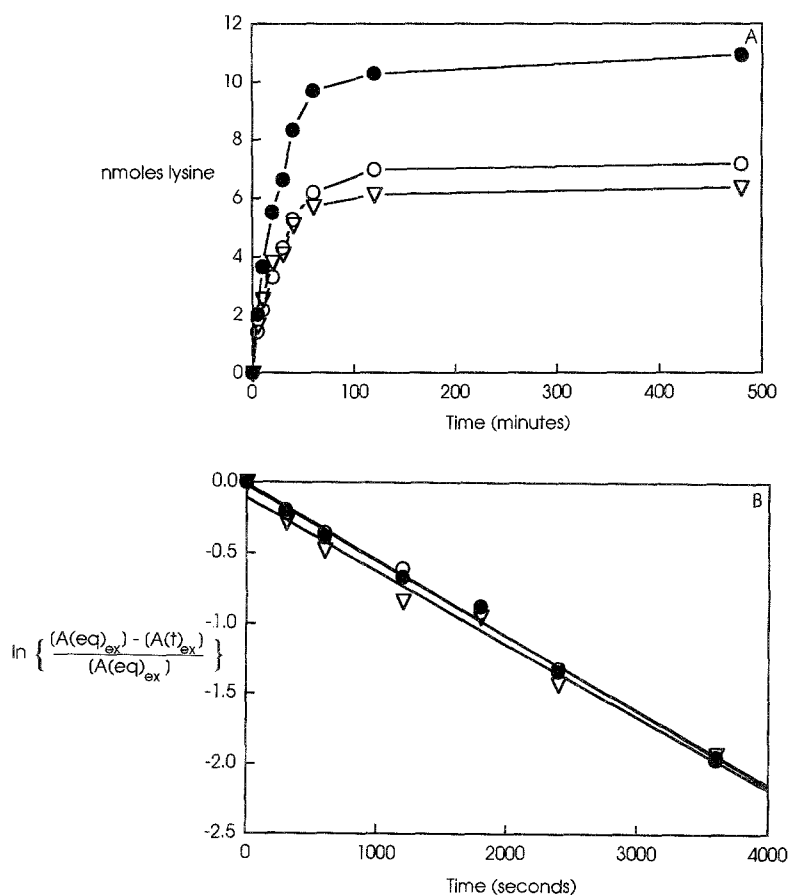 A
12
10
8
6
4
2
0
nmoles lysine
0 100 200 300 400 500
Time (minutes)
B
0.0
-0.5
-1.0
-1.5
-2.0
-2.5
ln { (A(eq)ex) - (A(t)ex) / (A(eq)ex) }
0 1000 2000 3000 4000
Time (seconds)